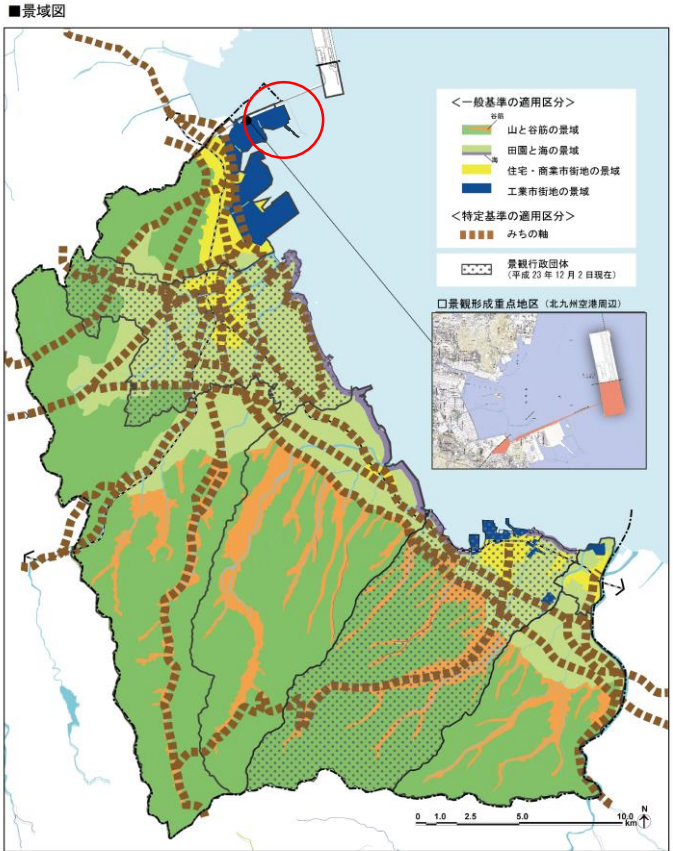 ■景域図
＜一般基準の適用区分＞
谷筋
山と谷筋の景域
田園と海の景域
海
住宅・商業市街地の景域
工業市街地の景域
＜特定基準の適用区分＞
みちの軸
景観行政団体
(平成 23 年 12 月 2 日現在)
□景観形成重点地区（北九州空港周辺）
0 1.0 2.5 5.0 10.0
km
N